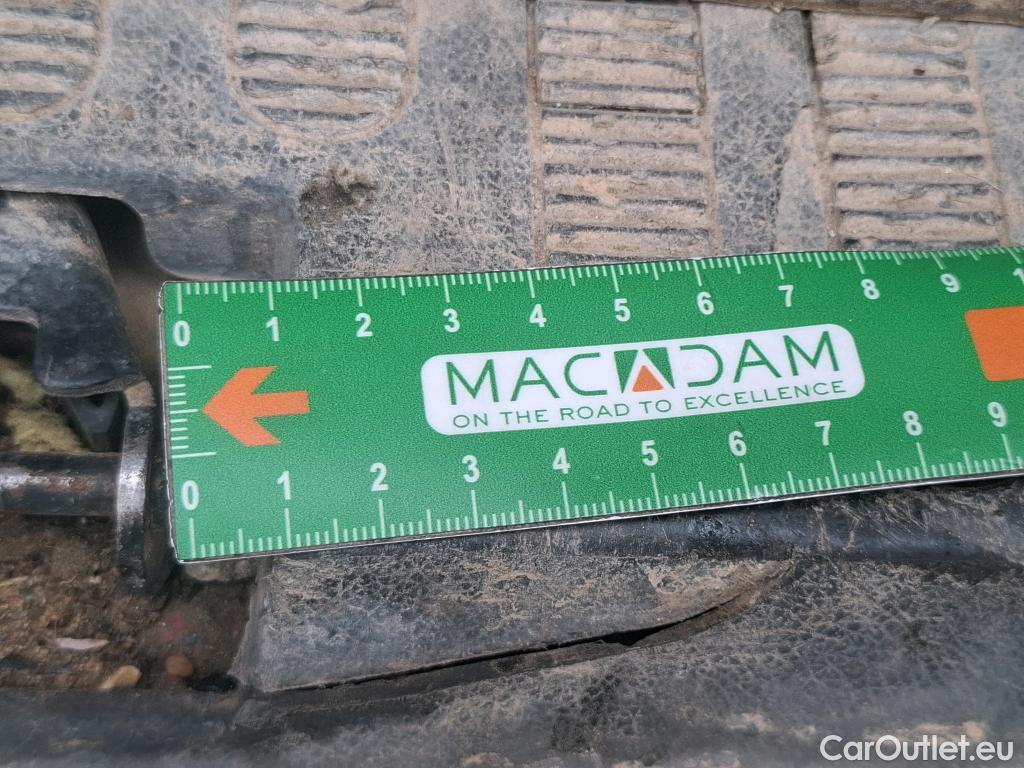 0 1 2 3 4 5 6 7 8 9 1
MACADAM
ON THE ROAD TO EXCELLENCE
0 1 2 3 4 5 6 7 8 9
CarOutlet.eu